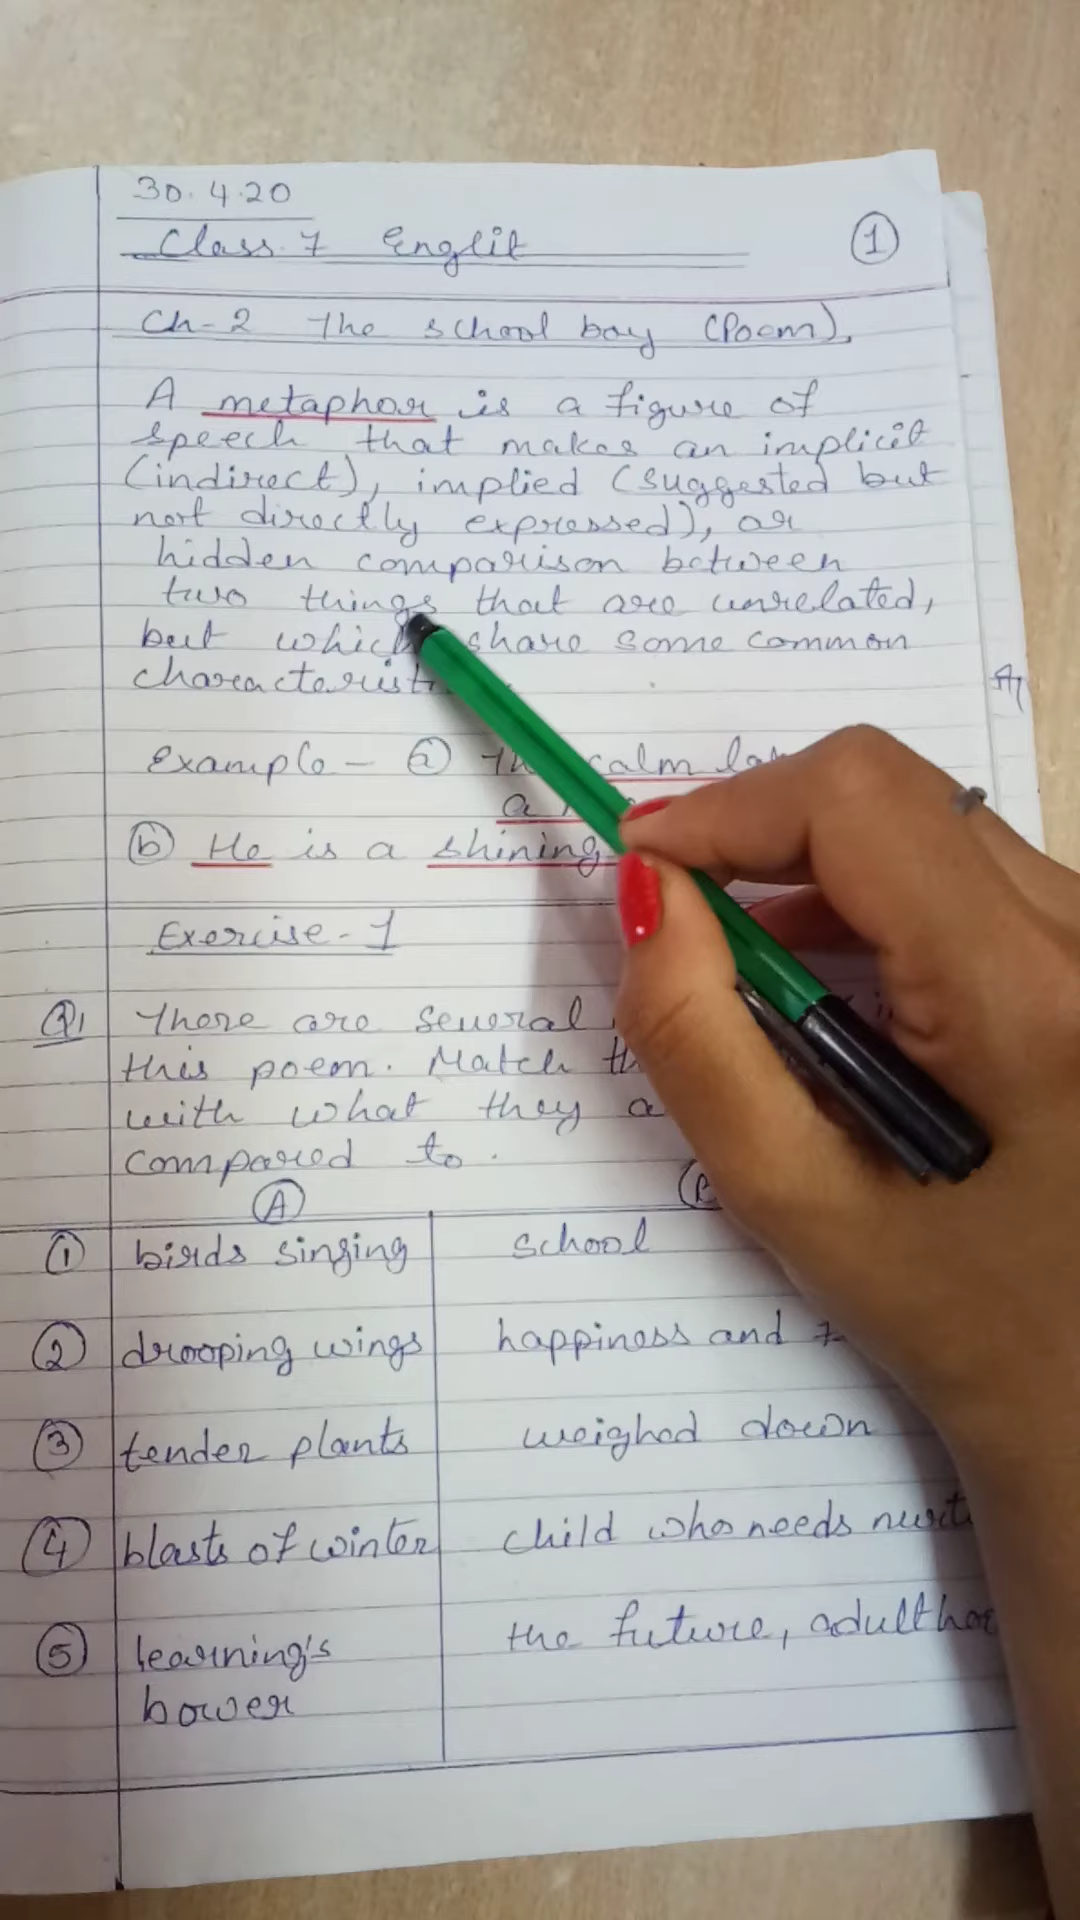 30.4.20
Class.7 Englit
1
Ch-2 The school boy (Poem).
A metaphor is a figure of
speech that makes an implicit
(indirect), implied (suggested but
not directly expressed), or
hidden comparison between
two things that are unrelated,
but which share some common
Example - a calm
a
b He is a shining
Exercise-1
Q1 There are several in
this poem. Match
with what they
compared to.
A
1 birds singing school
2 drooping wings happiness and
3 tender plants weighed down
4 blasts of winter child who needs
5 learning's the future,
bower